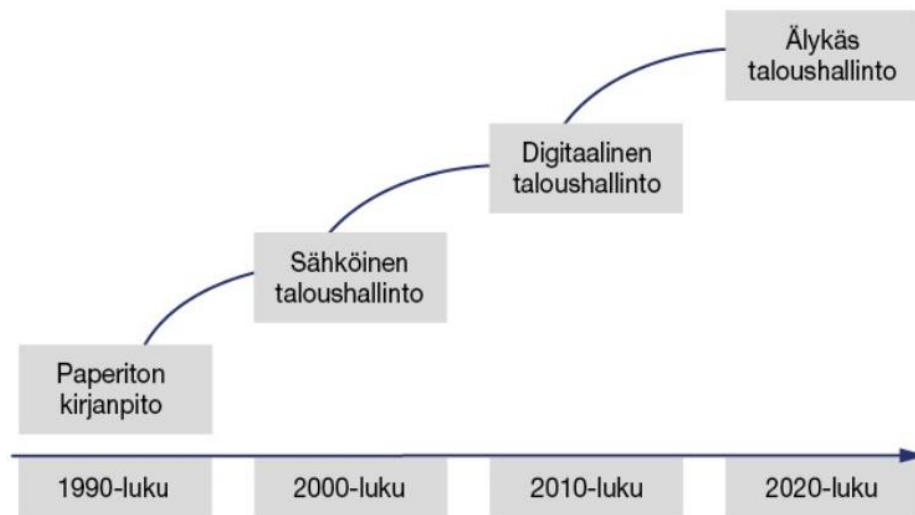 Älykäs
taloushallinto
Digitaalinen
taloushallinto
Sähköinen
taloushallinto
Paperiton
kirjanpito
1990-luku
2000-luku
2010-luku
2020-luku